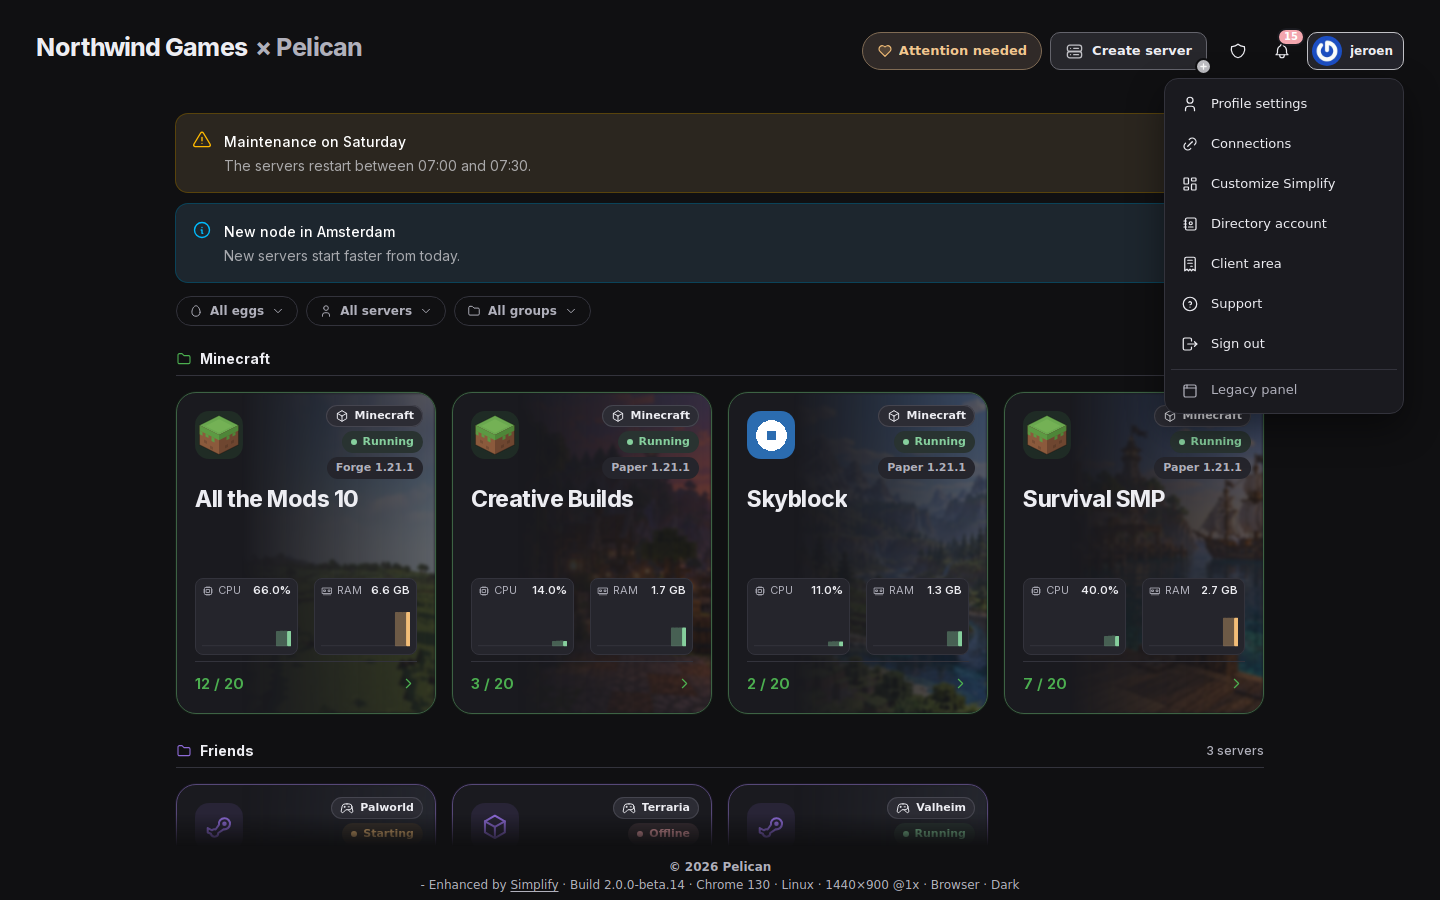 Northwind Games × Pelican
Attention needed
Create server
15
jeroen
Profile settings
Connections
Customize Simplify
Directory account
Client area
Support
Sign out
Legacy panel
Maintenance on Saturday
The servers restart between 07:00 and 07:30.
New node in Amsterdam
New servers start faster from today.
All eggs
All servers
All groups
Minecraft
Minecraft
Running
Forge 1.21.1
All the Mods 10
CPU 66.0%
RAM 6.6 GB
12 / 20
Minecraft
Running
Paper 1.21.1
Creative Builds
CPU 14.0%
RAM 1.7 GB
3 / 20
Minecraft
Running
Paper 1.21.1
Skyblock
CPU 11.0%
RAM 1.3 GB
2 / 20
Minecraft
Running
Paper 1.21.1
Survival SMP
CPU 40.0%
RAM 2.7 GB
7 / 20
Friends
3 servers
Palworld
Starting
Terraria
Offline
Valheim
Running
© 2026 Pelican
- Enhanced by Simplify · Build 2.0.0-beta.14 · Chrome 130 · Linux · 1440×900 @1x · Browser · Dark